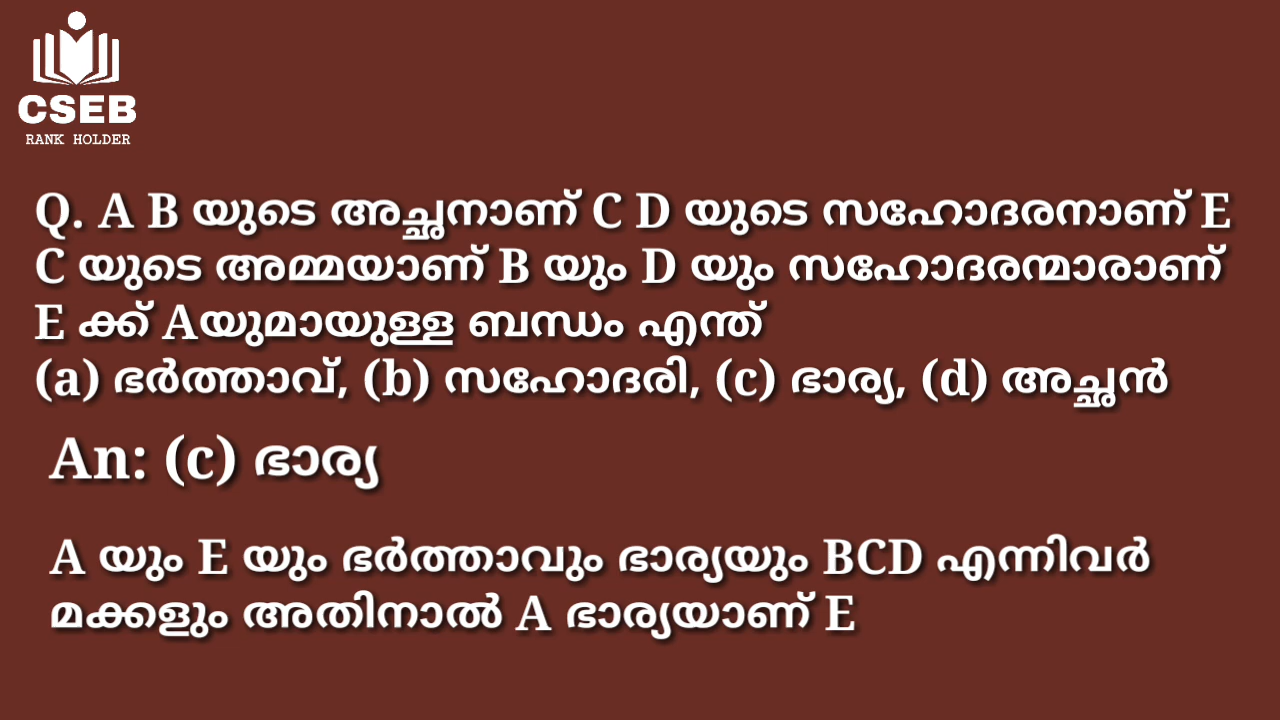 CSEB
RANK HOLDER
Q. A B യുടെ അച്ഛനാണ് C D യുടെ സഹോദരനാണ് E
C യുടെ അമ്മയാണ് B യും D യും സഹോദരന്മാരാണ്
E ക്ക് Aയുമായുള്ള ബന്ധം എന്ത്
(a) ഭർത്താവ്, (b) സഹോദരി, (c) ഭാര്യ, (d) അച്ഛൻ
An: (c) ഭാര്യ
A യും E യും ഭർത്താവും ഭാര്യയും BCD എന്നിവർ
മക്കളും അതിനാൽ A ഭാര്യയാണ് E